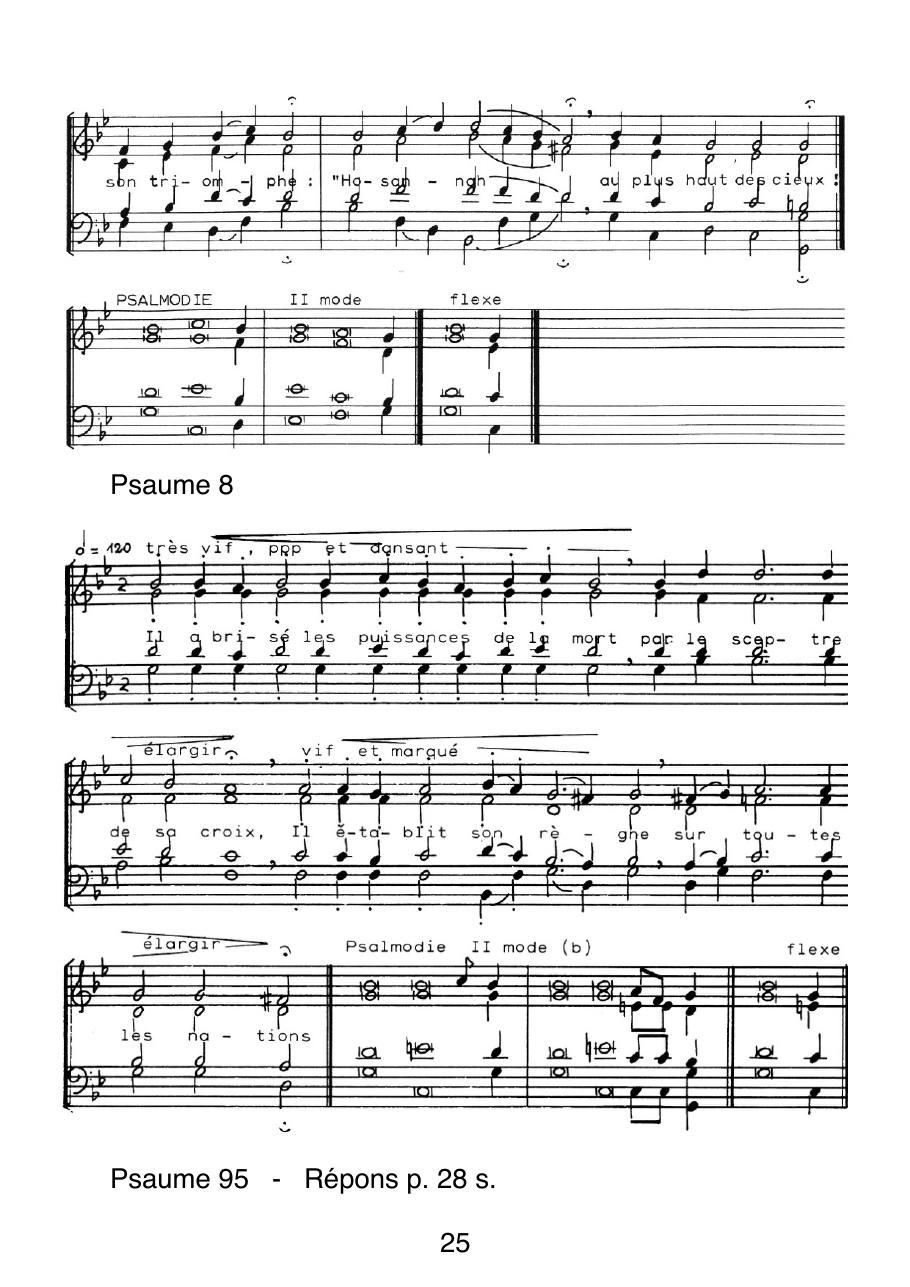 son tri- om - phe : "Ho- san - nah au plus haut des cieux !
PSALMODIE II mode flexe
Psaume 8
= 120 très vif, ppp et dansant
2
Il a bri- sé les puissances de la mort par le scep- tre
2
élargir vif et marqué
de sa croix, Il é-ta-blit son rè - gne sur tou - tes
élargir Psalmodie II mode (b) flexe
les na - tions
Psaume 95 - Répons p. 28 s.
25